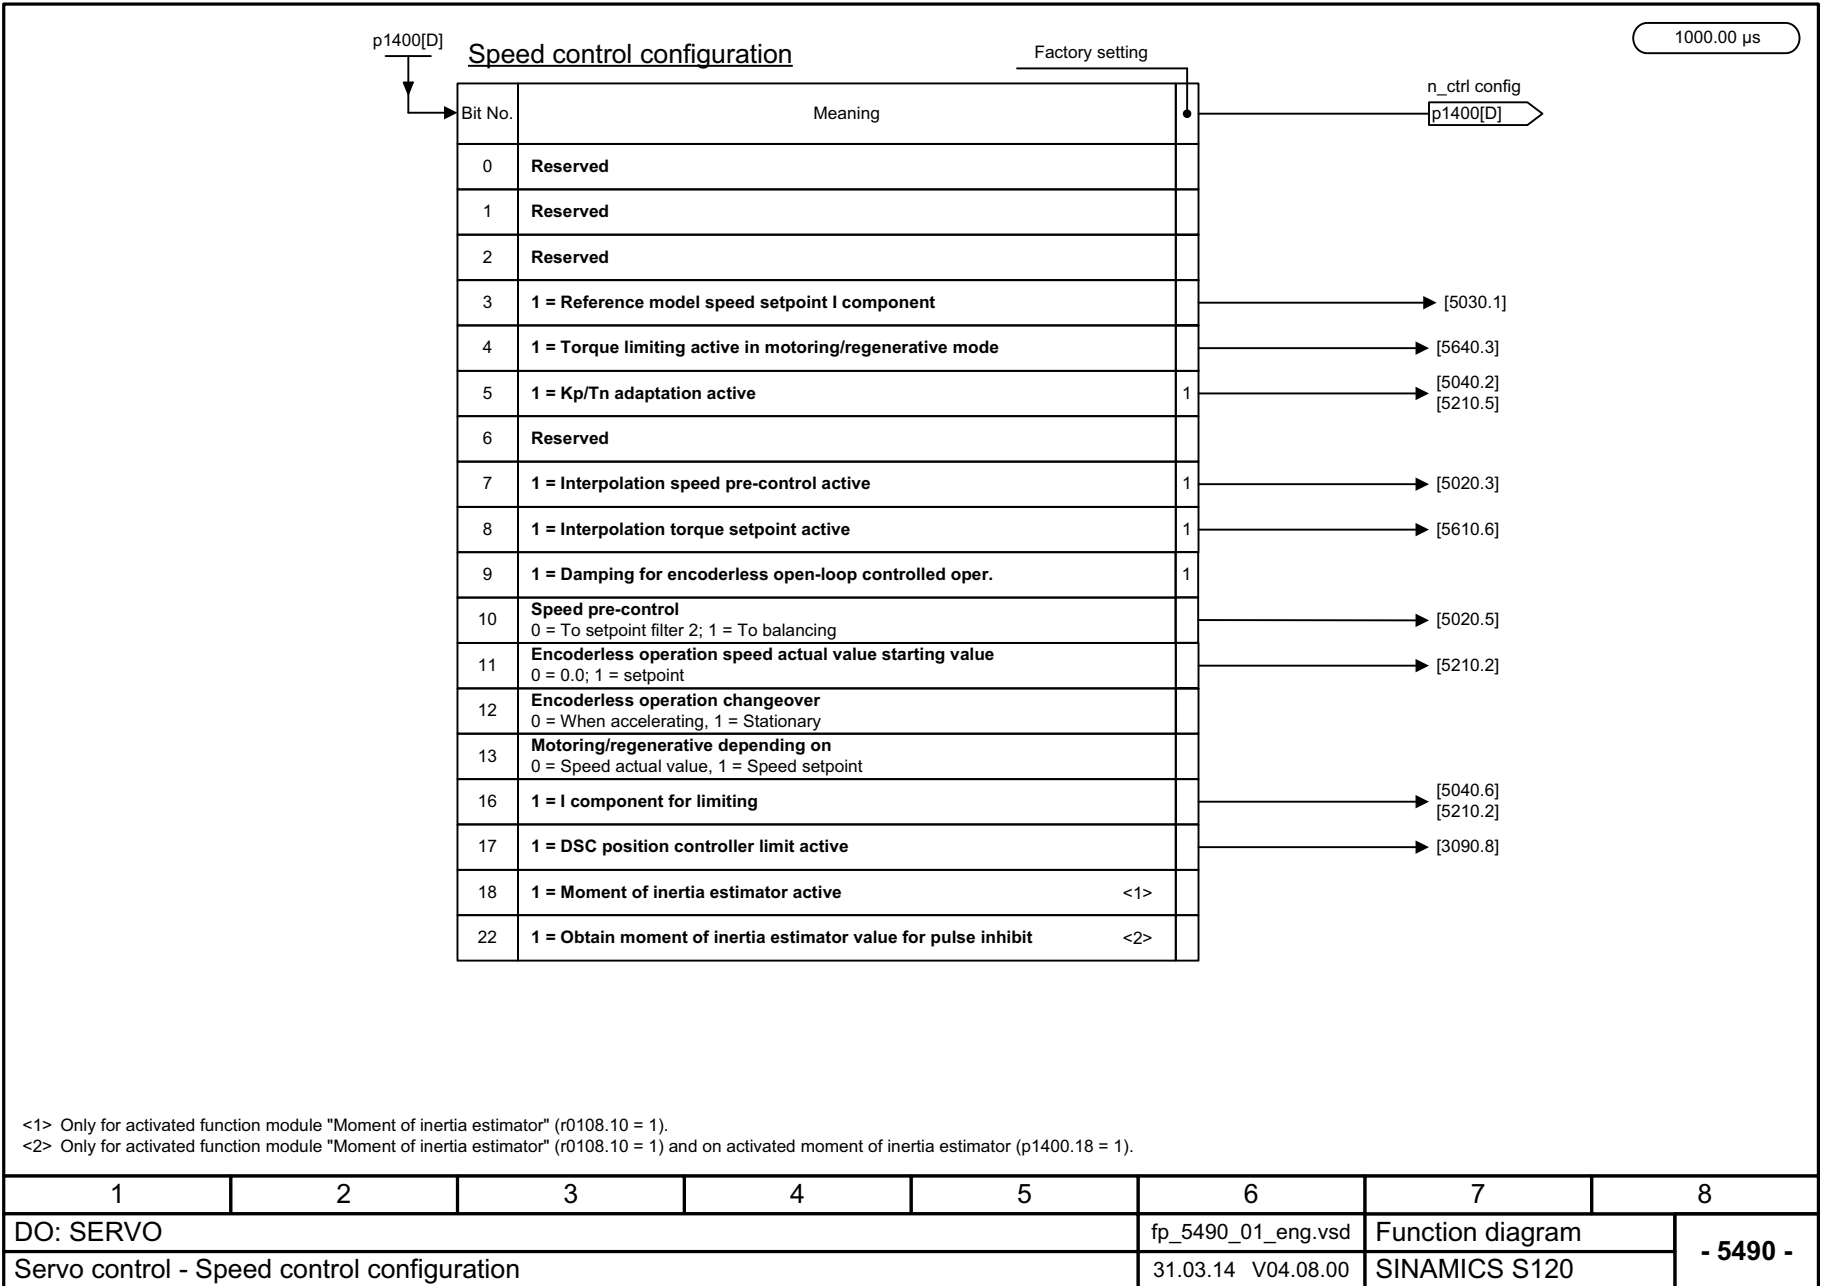 p1400[D]
Speed control configuration
Factory setting
1000.00 µs
n_ctrl config
p1400[D]
Bit No.
Meaning
0 Reserved
1 Reserved
2 Reserved
3 1 = Reference model speed setpoint I component [5030.1]
4 1 = Torque limiting active in motoring/regenerative mode [5640.3]
5 1 = Kp/Tn adaptation active 1 [5040.2]
[5210.5]
6 Reserved
7 1 = Interpolation speed pre-control active 1 [5020.3]
8 1 = Interpolation torque setpoint active 1 [5610.6]
9 1 = Damping for encoderless open-loop controlled oper. 1
10 Speed pre-control
0 = To setpoint filter 2; 1 = To balancing [5020.5]
11 Encoderless operation speed actual value starting value
0 = 0.0; 1 = setpoint [5210.2]
12 Encoderless operation changeover
0 = When accelerating, 1 = Stationary
13 Motoring/regenerative depending on
0 = Speed actual value, 1 = Speed setpoint
16 1 = I component for limiting [5040.6]
[5210.2]
17 1 = DSC position controller limit active [3090.8]
18 1 = Moment of inertia estimator active <1>
22 1 = Obtain moment of inertia estimator value for pulse inhibit <2>
<1> Only for activated function module "Moment of inertia estimator" (r0108.10 = 1).
<2> Only for activated function module "Moment of inertia estimator" (r0108.10 = 1) and on activated moment of inertia estimator (p1400.18 = 1).
1 2 3 4 5 6 7 8
DO: SERVO fp_5490_01_eng.vsd Function diagram
- 5490 -
Servo control - Speed control configuration 31.03.14 V04.08.00 SINAMICS S120